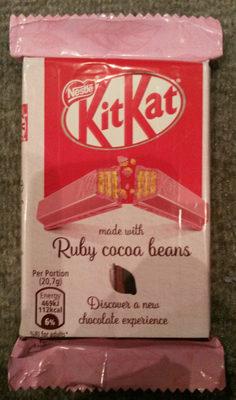 Nestlé
KitKat
made with
Ruby cocoa beans
Per Portion
(20,7g)
Energy
469kJ
112kcal
6%
Discover a new
chocolate experience